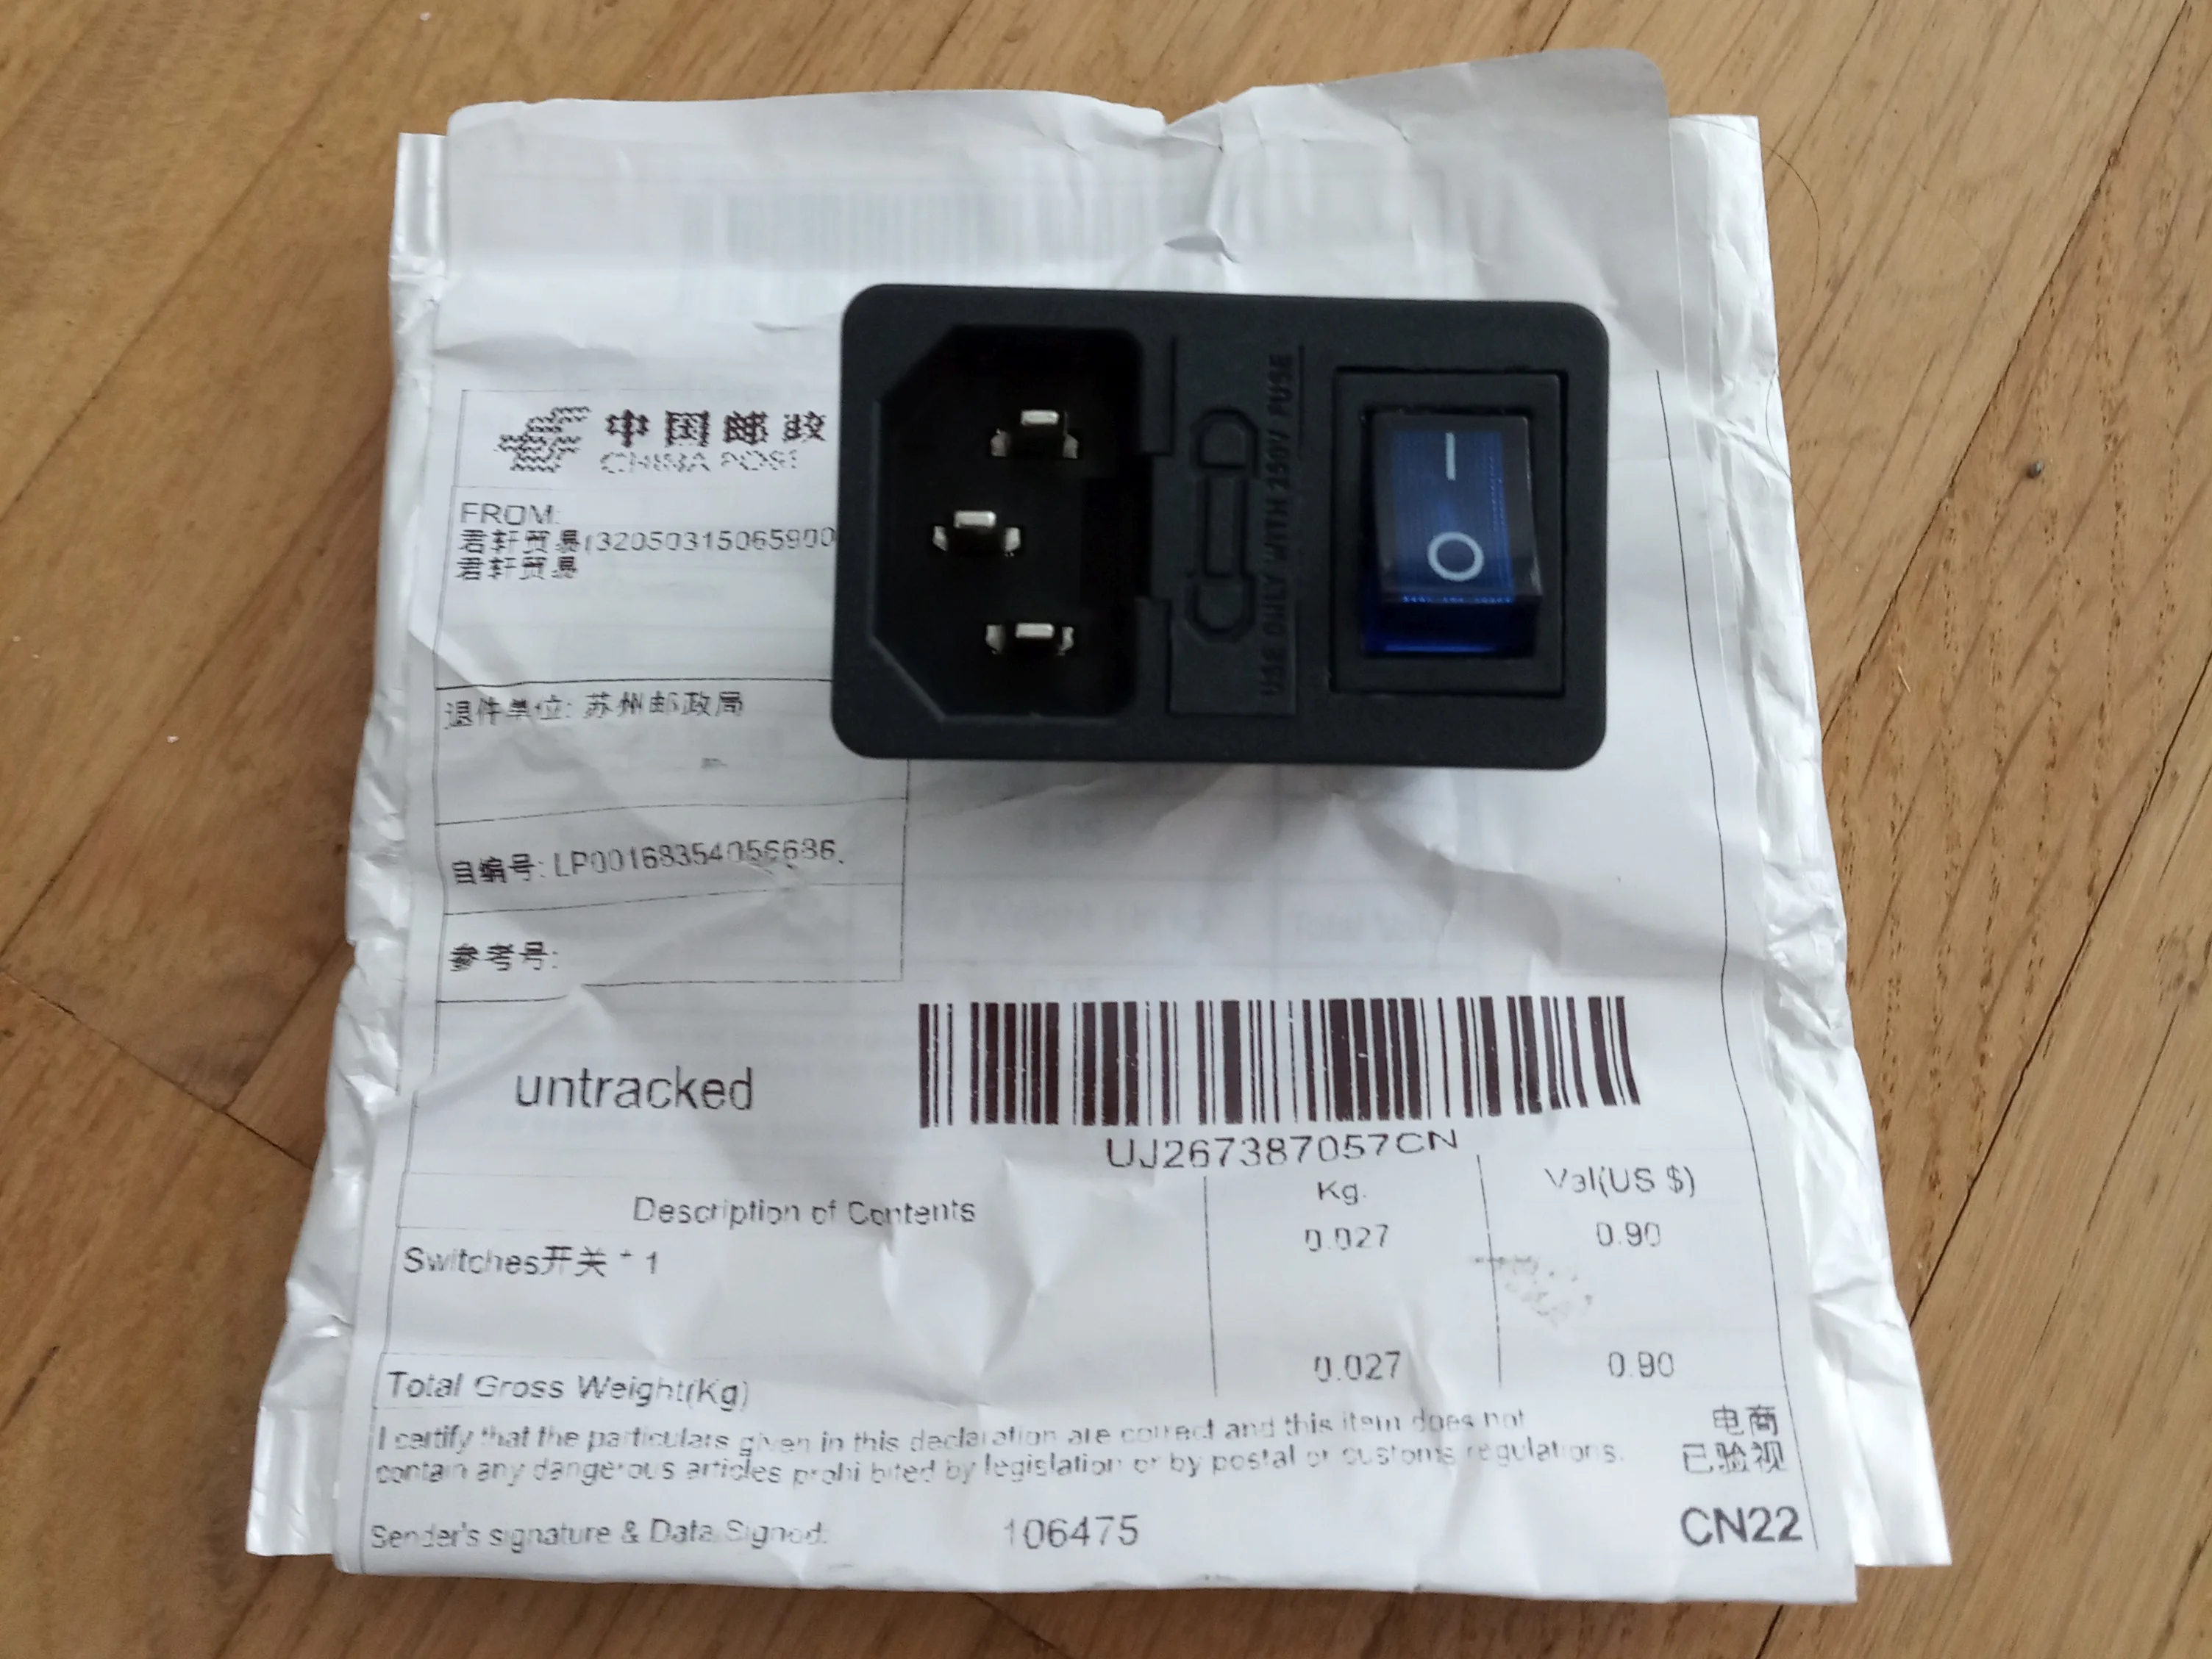 中国邮政
CHINA POST
FROM:
君轩贸易(32050315065900
君轩贸易
退件单位: 苏州邮政局
自编号: LP00168354056686.
参考号:
USE ONLY WITH 250V FUSE
untracked
UJ267387057CN
Description of Contents Kg. Val(US $)
Switches开关 * 1 0.027 0.90
Total Gross Weight(Kg) 0.027 0.90
I certify that the particulars given in this declaration are correct and this item does not
contain any dangerous articles prohi bited by legislation or by postal or customs regulations.
电商
已验视
Sender's signature & Data Signed: 106475
CN22